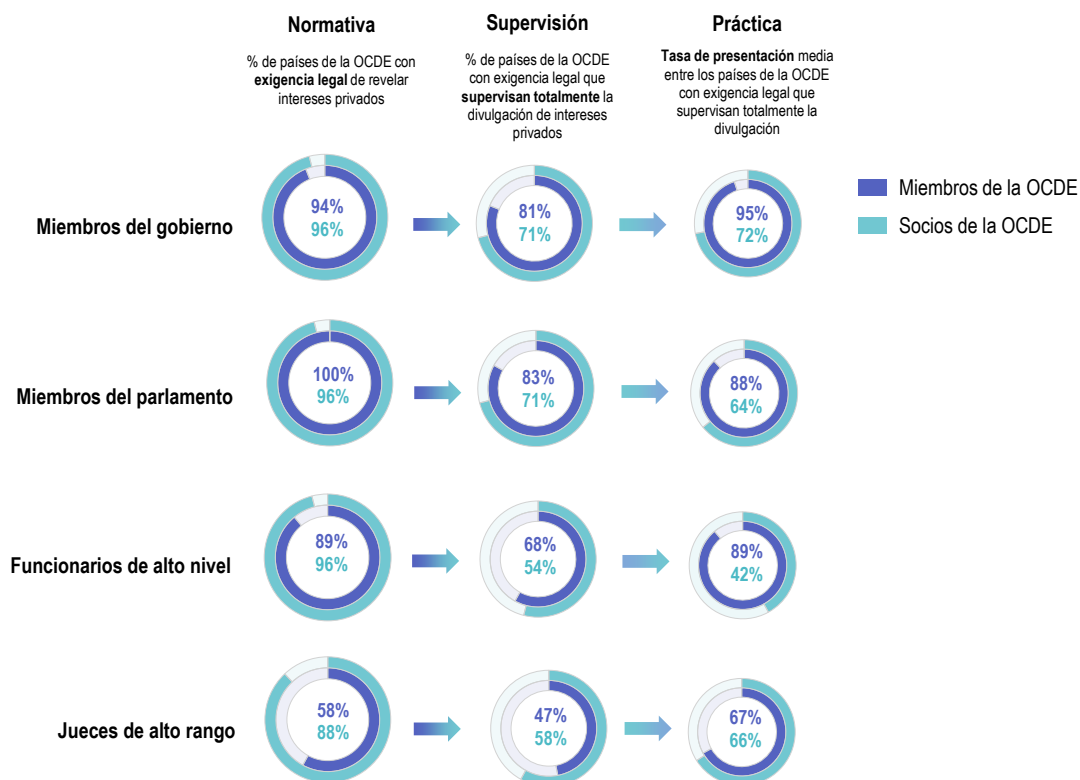 Normativa
% de países de la OCDE con
exigencia legal de revelar
intereses privados
Supervisión
% de países de la OCDE
con exigencia legal que
supervisan totalmente la
divulgación de intereses
privados
Práctica
Tasa de presentación media
entre los países de la OCDE
con exigencia legal que
supervisan totalmente la
divulgación
Miembros de la OCDE
Socios de la OCDE
Miembros del gobierno
94%
96%
81%
71%
95%
72%
Miembros del parlamento
100%
96%
83%
71%
88%
64%
Funcionarios de alto nivel
89%
96%
68%
54%
89%
42%
Jueces de alto rango
58%
88%
47%
58%
67%
66%